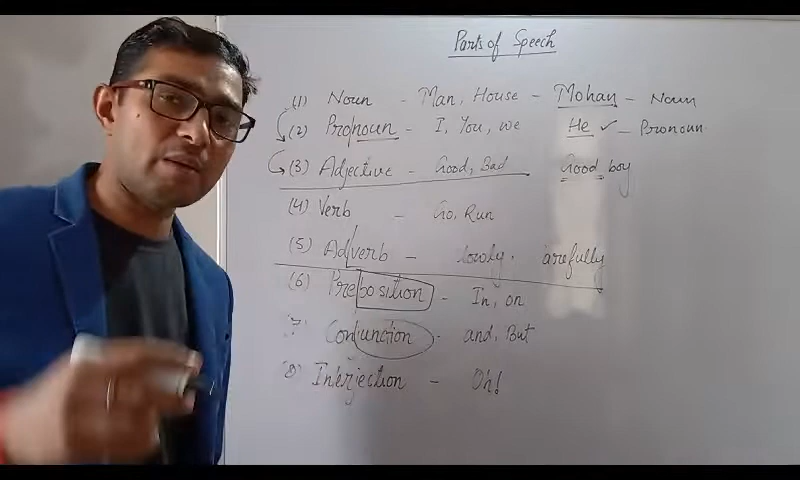 Parts of Speech
(1) Noun - Man, House - Mohan - Noun
(2) Pronoun - I, You, we He ✓ - Pronoun
(3) Adjective - Good, Bad Good boy
(4) Verb - Go, Run
(5) Adverb - arefully
(6) Preposition - In, on
(7) Conjunction - and, But
(8) Interjection - Oh!